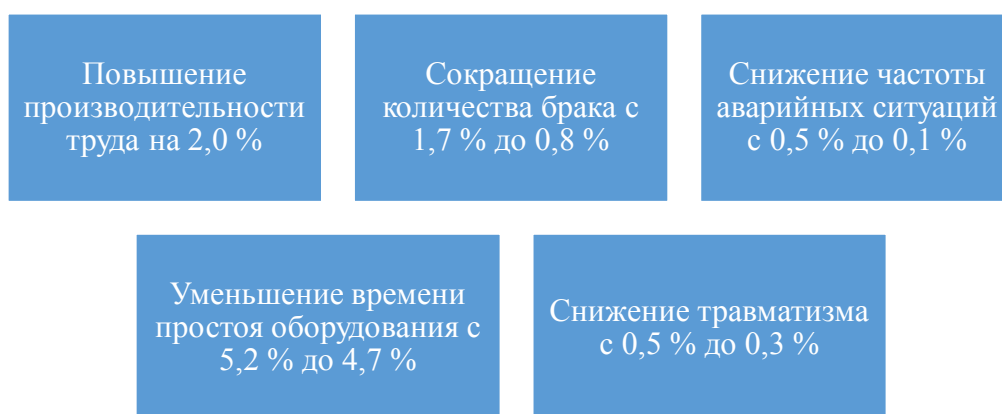 Повышение
производительности
труда на 2,0 %
Сокращение
количества брака с
1,7 % до 0,8 %
Снижение частоты
аварийных ситуаций
с 0,5 % до 0,1 %
Уменьшение времени
простоя оборудования с
5,2 % до 4,7 %
Снижение травматизма
с 0,5 % до 0,3 %